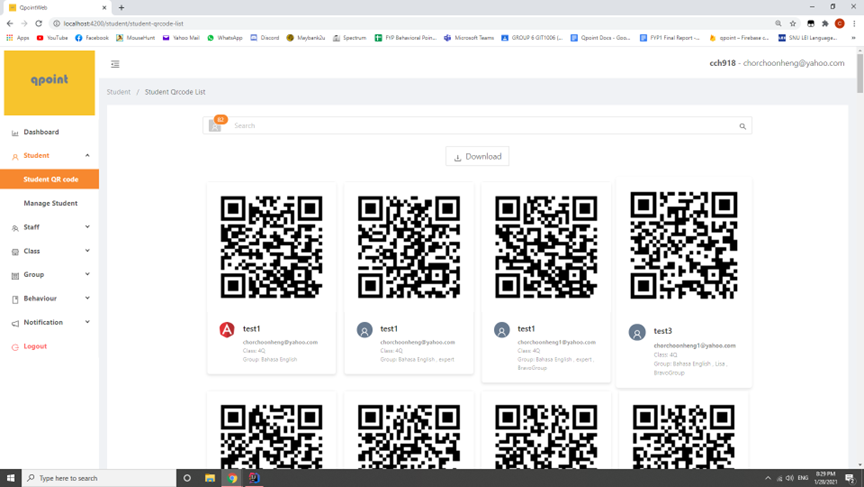 QpointWeb
localhost:4200/student/student-qrcode-list
Apps YouTube Facebook MouseHunt Yahoo Mail WhatsApp Discord Maybank2u Spectrum FYP Behavioral Poin... Microsoft Teams GROUP 6 GIT1006 (... Qpoint Docs - Goo... FYP1 Final Report -... qpoint – Firebase c... SNU LEI Language...
qpoint
cch918 - chorchoonheng@yahoo.com
Student / Student Qrcode List
82
Search
Download
Dashboard
Student
Student QR code
Manage Student
Staff
Class
Group
Behaviour
Notification
Logout
test1
chorchoonheng@yahoo.com
Class: 4Q
Group: Bahasa English
test1
chorchoonheng@yahoo.com
Class: 4Q
Group: Bahasa English , expert
test1
chorchoonheng1@yahoo.com
Class: 4Q
Group: Bahasa English , expert ,
BravoGroup
test3
chorchoonheng1@yahoo.com
Class: 4Q
Group: Bahasa English , Lise ,
BravoGroup
Type here to search
ENG
8:29 PM
1/28/2021